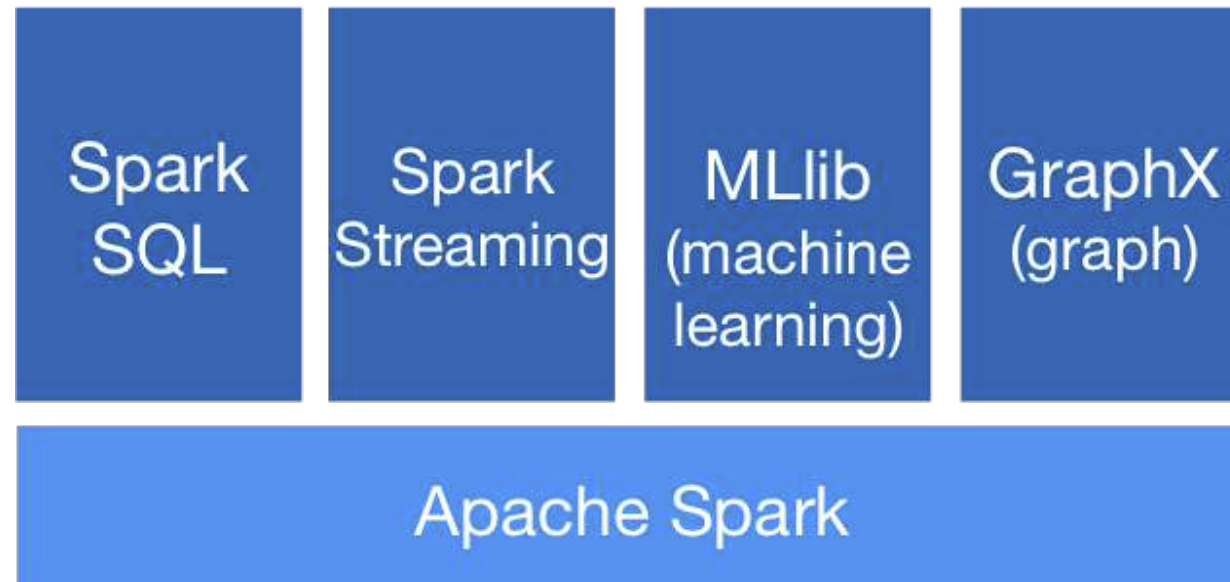 Spark
SQL
Spark
Streaming
MLlib
(machine
learning)
GraphX
(graph)
Apache Spark